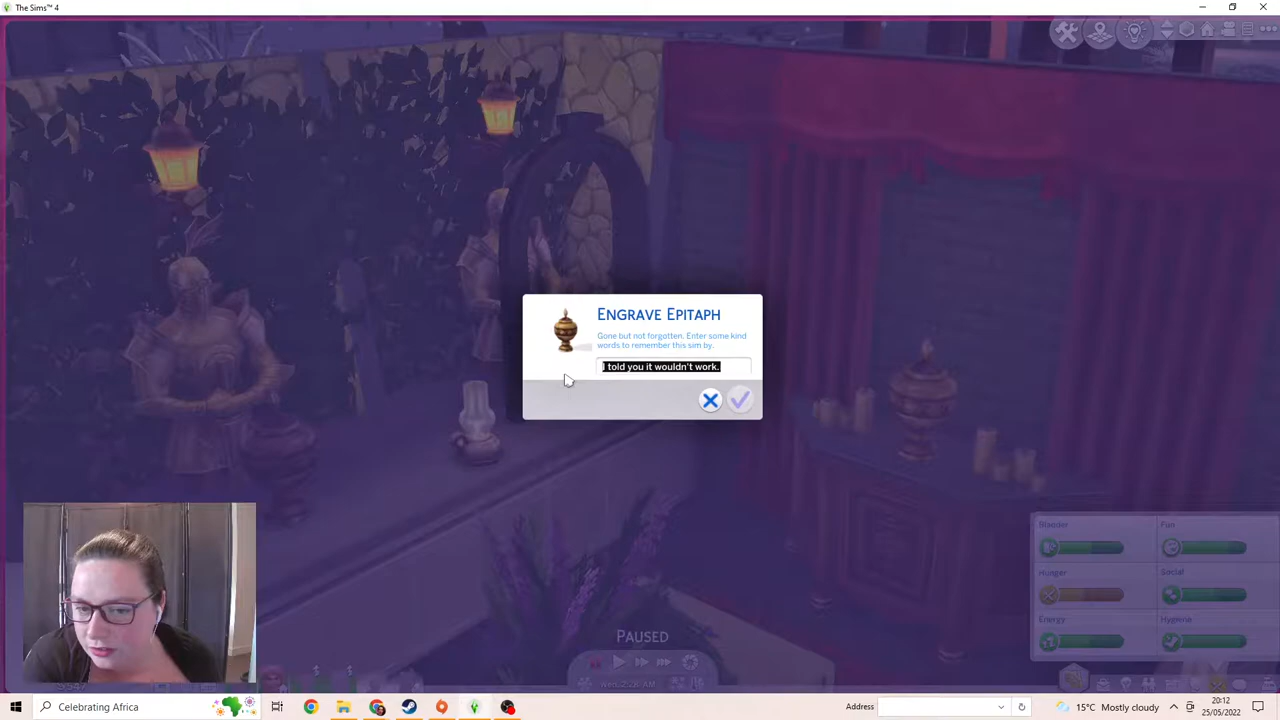 The Sims™ 4
ENGRAVE EPITAPH
Gone but not forgotten. Enter some kind
words to remember this sim by.
I told you it wouldn't work.
Bladder
Fun
Hunger
Social
Energy
Hygiene
PAUSED
Celebrating Africa
Address
15°C Mostly cloudy
20:12
25/05/2022